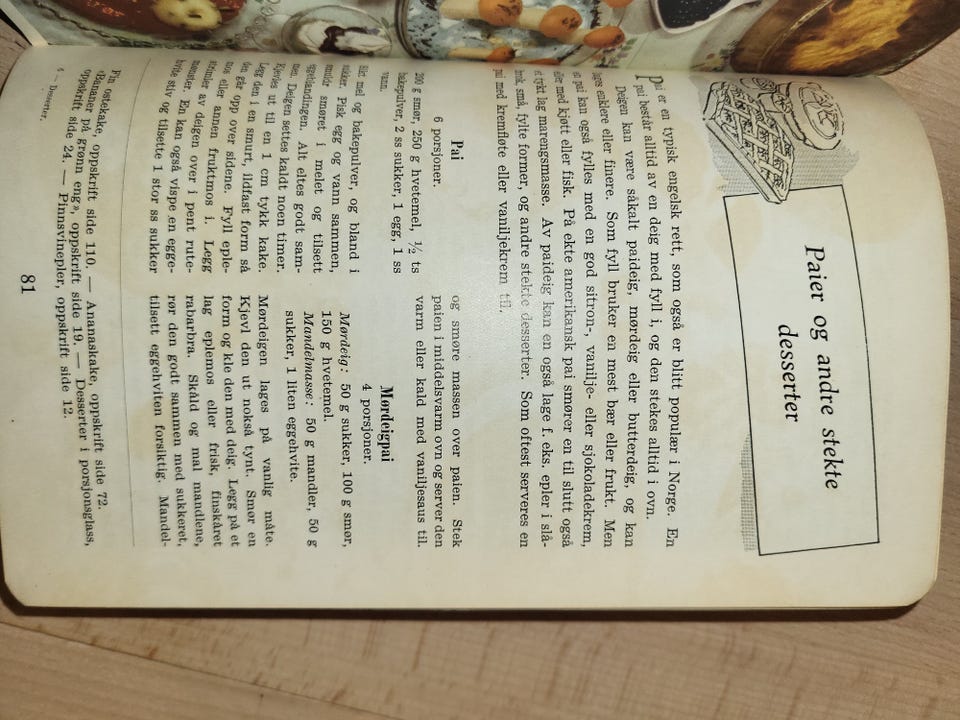 Paier og andre stekte
desserter
Pai er en typisk engelsk rett, som også er blitt populær i Norge. En
pai består alltid av en deig med fyll i, og den stekes alltid i ovn.
Deigen kan være såkalt paideig, mørdeig eller butterdeig, og kan
lages enklere eller finere. Som fyll bruker en mest bær eller frukt. Men
en pai kan også fylles med en god sitron-, vanilje- eller sjokoladekrem,
eller med kjøtt eller fisk. På ekte amerikansk pai smører en til slutt også
et tykt lag marengsmasse. Av paideig kan en også lage f. eks. epler i slå-
brok, små, fylte former, og andre stekte desserter. Som oftest serveres en
pai med kremfløte eller vaniljekrem til.
Pai
6 porsjoner.
200 g smør, 250 g hvetemel, ½ ts
bakepulver, 2 ss sukker, 1 egg, 1 ss
vann.
Sikt mel og bakepulver, og bland i
sukker. Pisk egg og vann sammen,
smuldr smøret i melet og tilsett
eggeblandingen. Alt eltes godt sam-
men. Deigen settes kaldt noen timer.
Kjevles ut til en 1 cm tykk kake.
Legg den i en smurt, ildfast form så
den går opp over sidene. Fyll eple-
mos eller annen fruktmos i. Legg
strimler av deigen over i pent rute-
mønster. En kan også vispe en egge-
hvite stiv og tilsette 1 stor ss sukker
og smøre massen over paien. Stek
paien i middelsvarm ovn og server den
varm eller kald med vaniljesaus til.
Mørdeigpai
4 porsjoner.
Mørdeig: 50 g sukker, 100 g smør,
150 g hvetemel.
Mandelmasse: 50 g mandler, 50 g
sukker, 1 liten eggehvite.
Mørdeigen lages på vanlig måte.
Kjevl den ut nokså tynt. Smør en
form og kle den med deig. Legg på et
lag eplemos eller frisk, finskåret
rabarbra. Skåld og mal mandlene,
rør den godt sammen med sukkeret,
tilsett eggehviten forsiktig. Mandel-
Fin ostekake, oppskrift side 110. — Ananaskake, oppskrift side 72.
«Bananer på grønn eng», oppskrift side 19. — Desserter i porsjonsglass,
oppskrift side 24. — Pinnsvinepler, oppskrift side 12.
6 — Desserter.
81